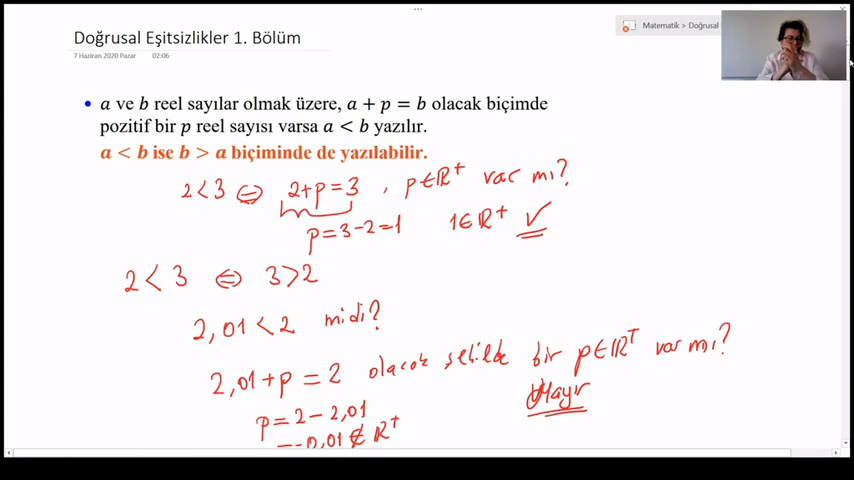 Matematik > Doğrusal
Doğrusal Eşitsizlikler 1. Bölüm
7 Haziran 2020 Pazar 02:06
• a ve b reel sayılar olmak üzere, a + p = b olacak biçimde
pozitif bir p reel sayısı varsa a < b yazılır.
a < b ise b > a biçiminde de yazılabilir.
2<3 ⇔ 2+p=3 , p∈ℝ⁺ var mı?
p=3-2=1 1∈ℝ⁺ ✓
2<3 ⇔ 3>2
2,01<2 midi?
2,01+p=2 olacak şekilde bir p∈ℝ⁺ var mı?
Hayır
p=2-2,01
=-0,01∉ℝ⁺